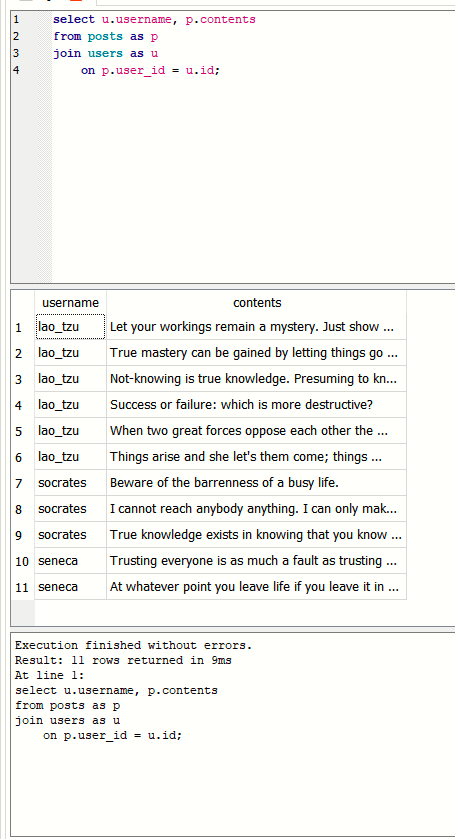 1 select u.username, p.contents
2 from posts as p
3 join users as u
4     on p.user_id = u.id;
username contents
1 lao_tzu Let your workings remain a mystery. Just show ...
2 lao_tzu True mastery can be gained by letting things go ...
3 lao_tzu Not-knowing is true knowledge. Presuming to kn...
4 lao_tzu Success or failure: which is more destructive?
5 lao_tzu When two great forces oppose each other the ...
6 lao_tzu Things arise and she let's them come; things ...
7 socrates Beware of the barrenness of a busy life.
8 socrates I cannot reach anybody anything. I can only mak...
9 socrates True knowledge exists in knowing that you know ...
10 seneca Trusting everyone is as much a fault as trusting ...
11 seneca At whatever point you leave life if you leave it in ...
Execution finished without errors.
Result: 11 rows returned in 9ms
At line 1:
select u.username, p.contents
from posts as p
join users as u
    on p.user_id = u.id;